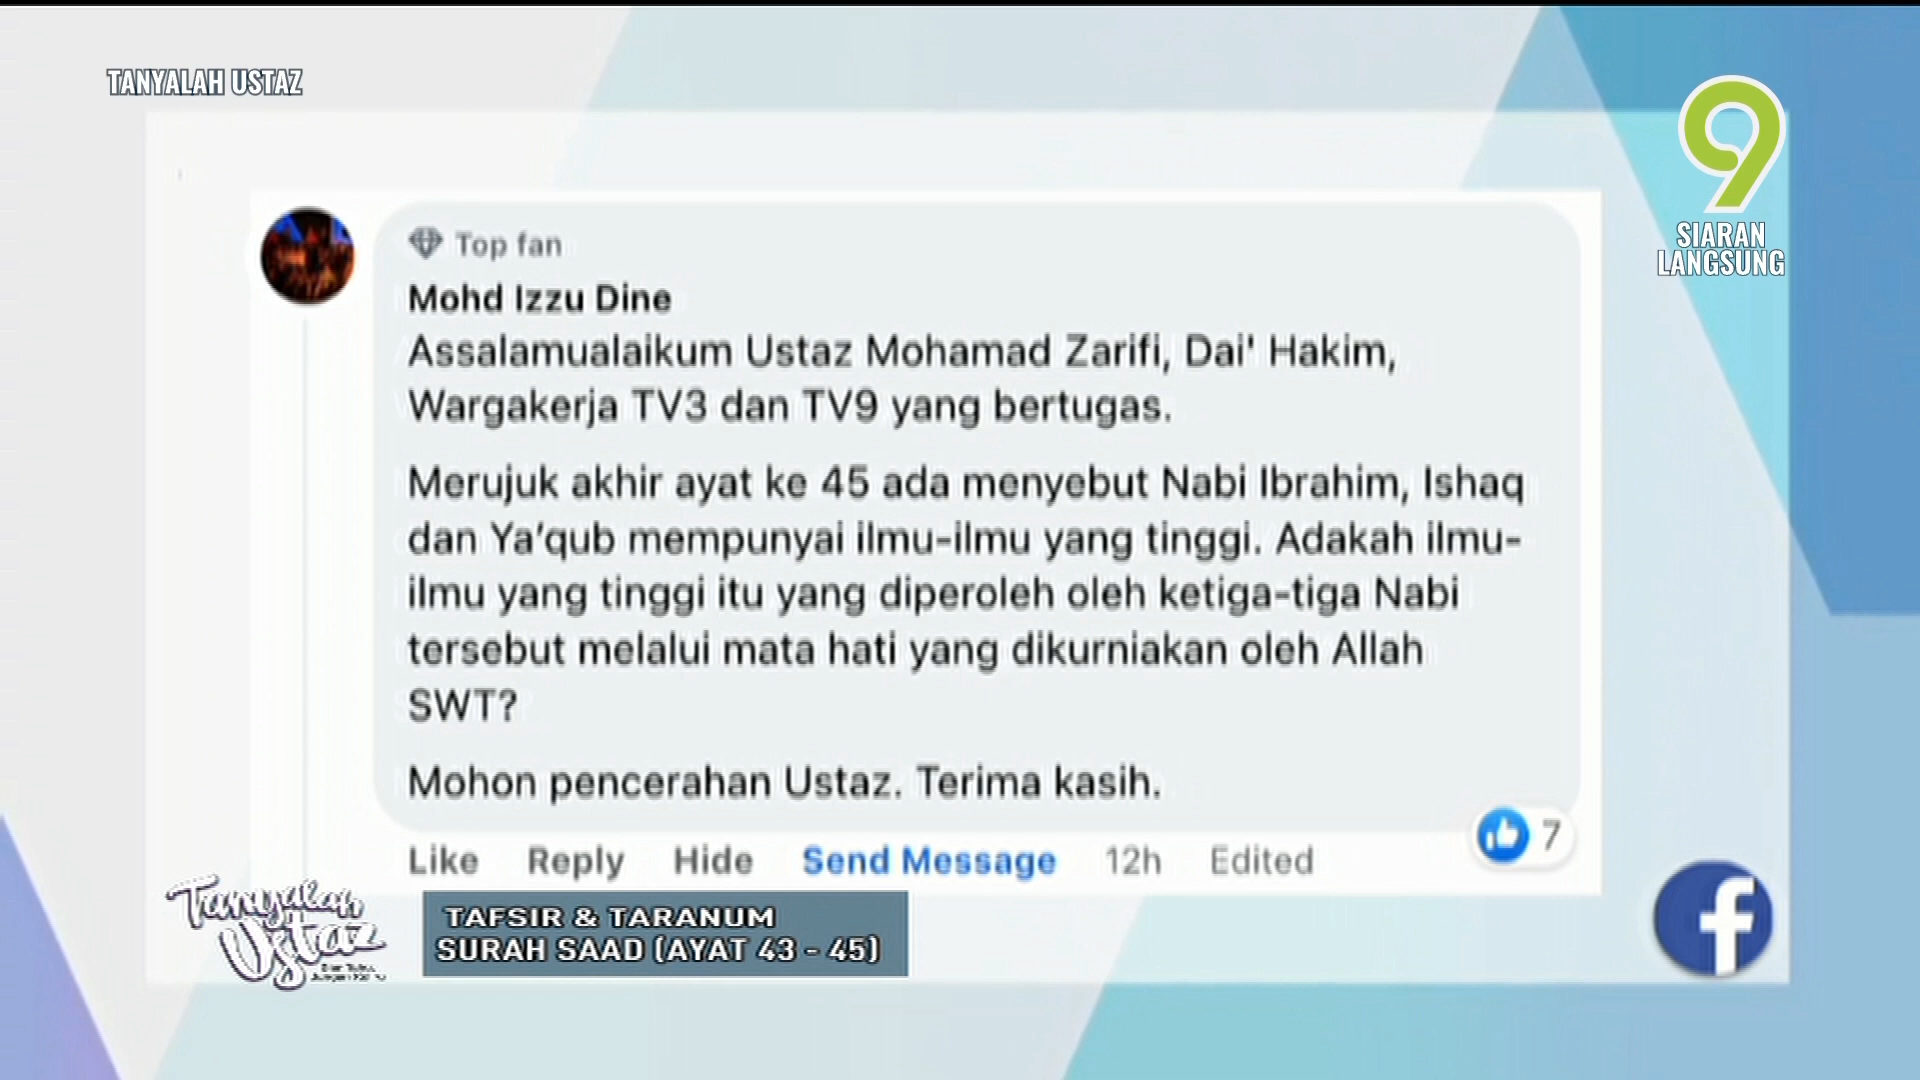 TANYALAH USTAZ
9
SIARAN
LANGSUNG
Top fan
Mohd Izzu Dine
Assalamualaikum Ustaz Mohamad Zarifi, Dai' Hakim,
Wargakerja TV3 dan TV9 yang bertugas.
Merujuk akhir ayat ke 45 ada menyebut Nabi Ibrahim, Ishaq
dan Ya’qub mempunyai ilmu-ilmu yang tinggi. Adakah ilmu-
ilmu yang tinggi itu yang diperoleh oleh ketiga-tiga Nabi
tersebut melalui mata hati yang dikurniakan oleh Allah
SWT?
Mohon pencerahan Ustaz. Terima kasih.
7
Like Reply Hide Send Message 12h Edited
Tanyalah
Ustaz
TAFSIR & TARANUM
SURAH SAAD (AYAT 43 - 45)
f